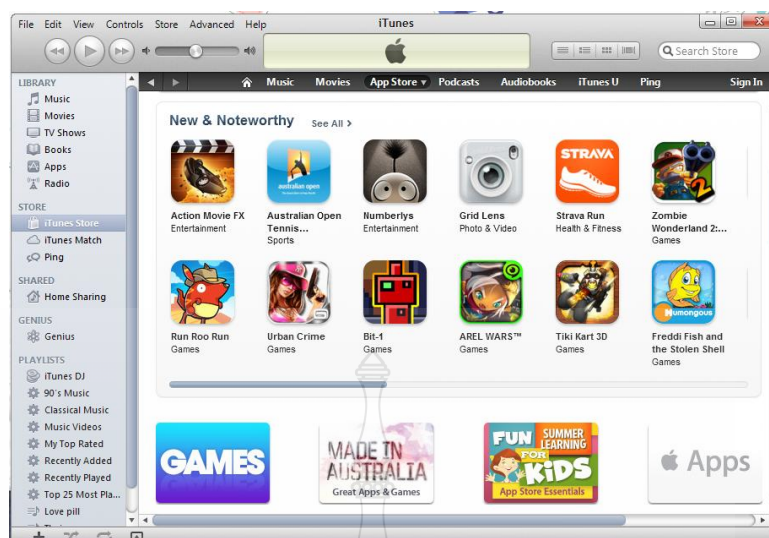 iTunes
File Edit View Controls Store Advanced Help
Search Store
Music Movies App Store Podcasts Audiobooks iTunes U Ping Sign In
LIBRARY
Music
Movies
TV Shows
Books
Apps
Radio
STORE
iTunes Store
iTunes Match
Ping
SHARED
Home Sharing
GENIUS
Genius
PLAYLISTS
iTunes DJ
90's Music
Classical Music
Music Videos
My Top Rated
Recently Added
Recently Played
Top 25 Most Pla...
Love pill
New & Noteworthy See All >
australian open
STRAVA
2
Action Movie FX
Entertainment
Australian Open
Tennis...
Sports
Numberlys
Entertainment
Grid Lens
Photo & Video
Strava Run
Health & Fitness
Zombie
Wonderland 2:...
Games
Humongous
Run Roo Run
Games
Urban Crime
Games
Bit-1
Games
AREL WARS™
Games
Tiki Kart 3D
Games
Freddi Fish and
the Stolen Shell
Games
GAMES
MADE IN
AUSTRALIA
Great Apps & Games
FUN SUMMER
LEARNING
FOR
KiDS
App Store Essentials
Apps